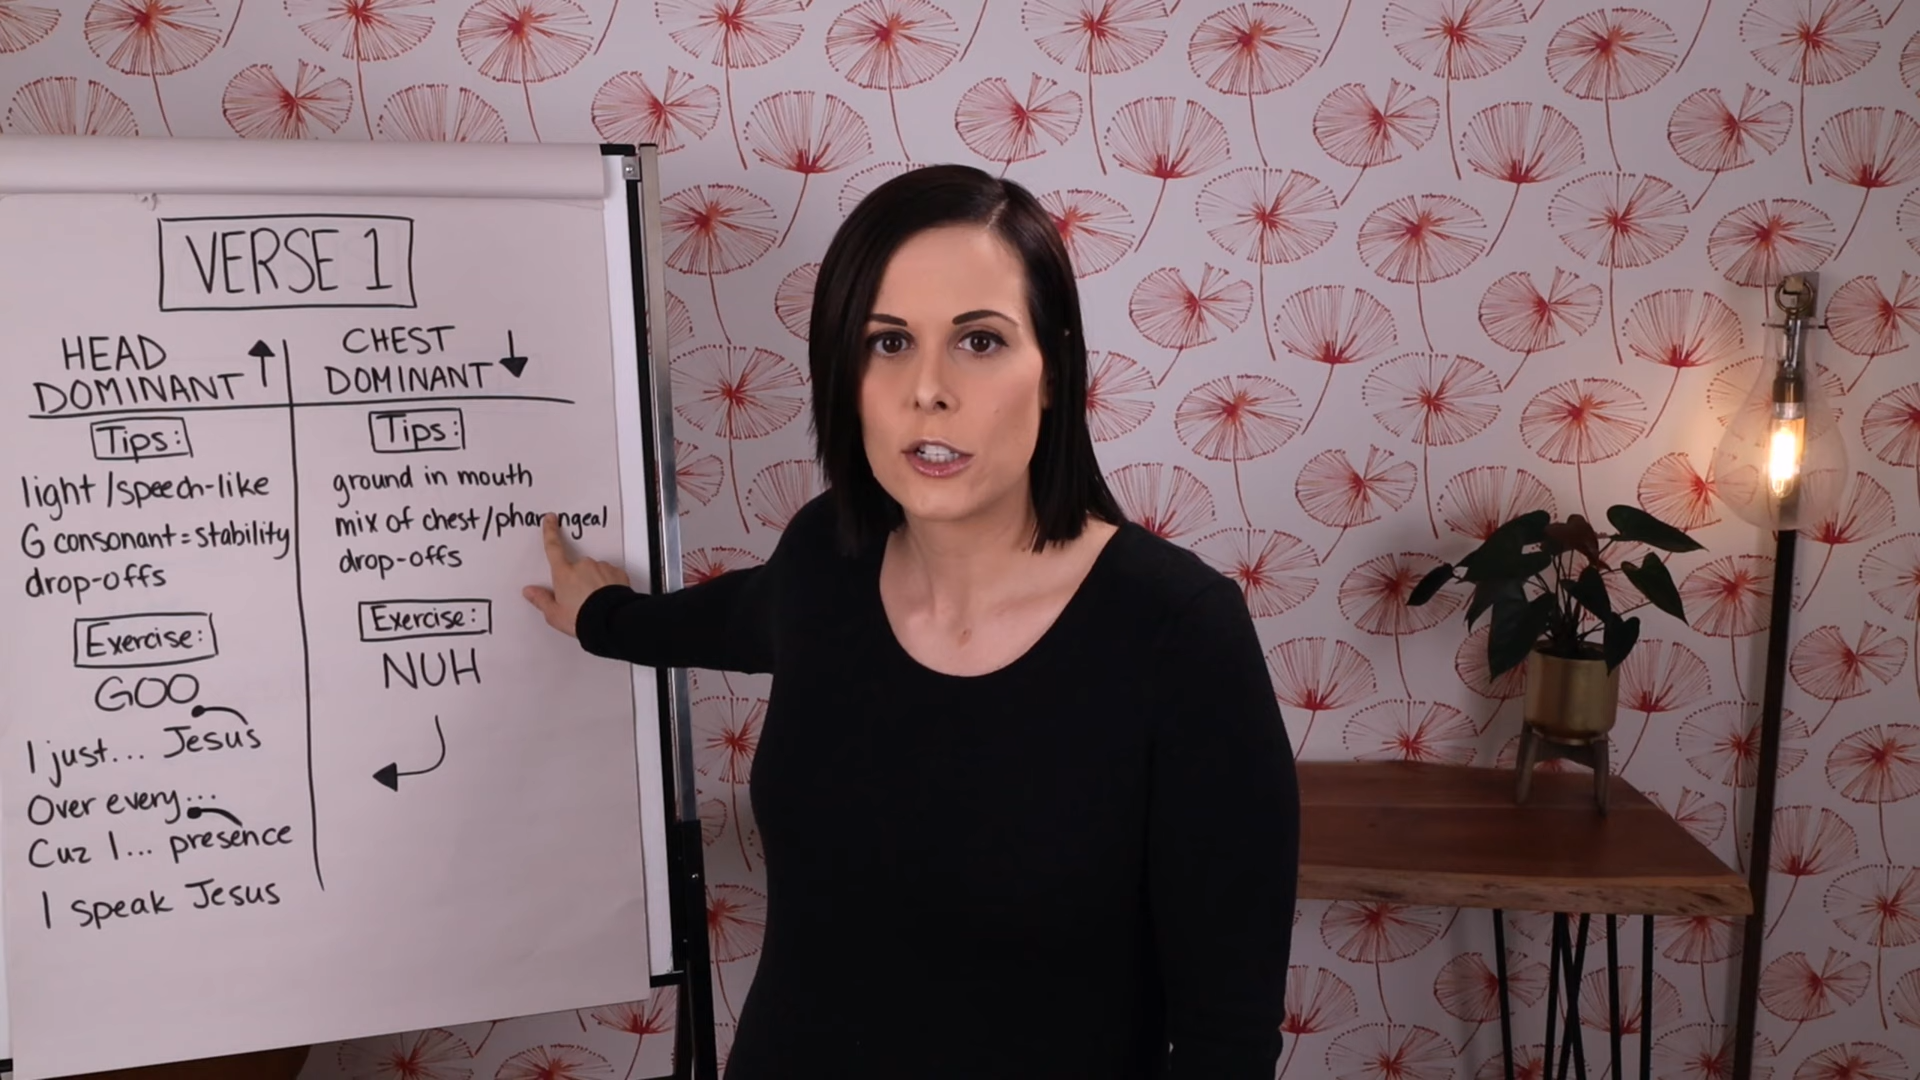 VERSE 1
HEAD
DOMINANT
Tips:
light/speech-like
G consonant = stability
drop-offs
Exercise:
GOO
I just... Jesus
Over every...
Cuz I... presence
I speak Jesus
CHEST
DOMINANT
Tips:
ground in mouth
mix of chest/pharyngeal
drop-offs
Exercise:
NUH